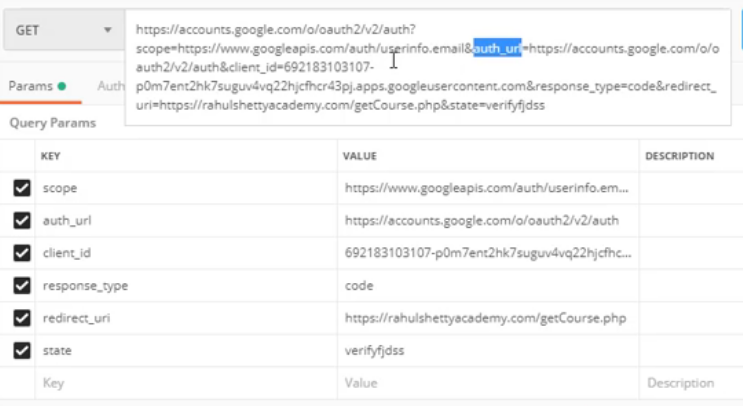 GET
https://accounts.google.com/o/oauth2/v2/auth?
scope=https://www.googleapis.com/auth/userinfo.email&auth_url=https://accounts.google.com/o/o
auth2/v2/auth&client_id=692183103107-
p0m7ent2hk7suguv4vq22hjcfhcr43pj.apps.googleusercontent.com&response_type=code&redirect_
uri=https://rahulshettyacademy.com/getCourse.php&state=verifyfjdss
Params Auth
Query Params
KEY VALUE DESCRIPTION
scope https://www.googleapis.com/auth/userinfo.em...
auth_url https://accounts.google.com/o/oauth2/v2/auth
client_id 692183103107-p0m7ent2hk7suguv4vq22hjcfhc...
response_type code
redirect_uri https://rahulshettyacademy.com/getCourse.php
state verifyfjdss
Key Value Description